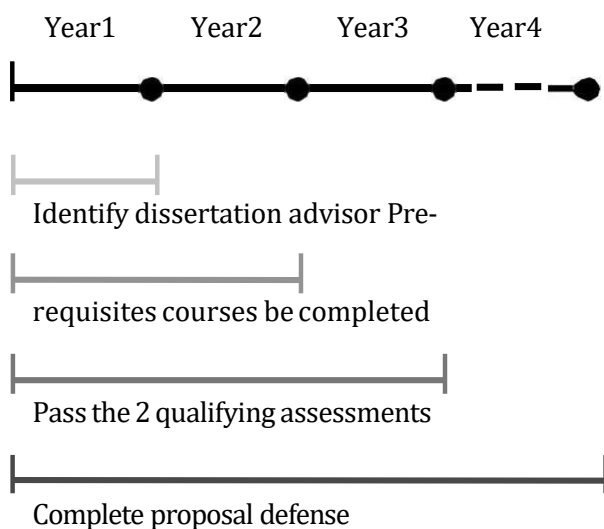 Year1 Year2 Year3 Year4
Identify dissertation advisor Pre-
requisites courses be completed
Pass the 2 qualifying assessments
Complete proposal defense